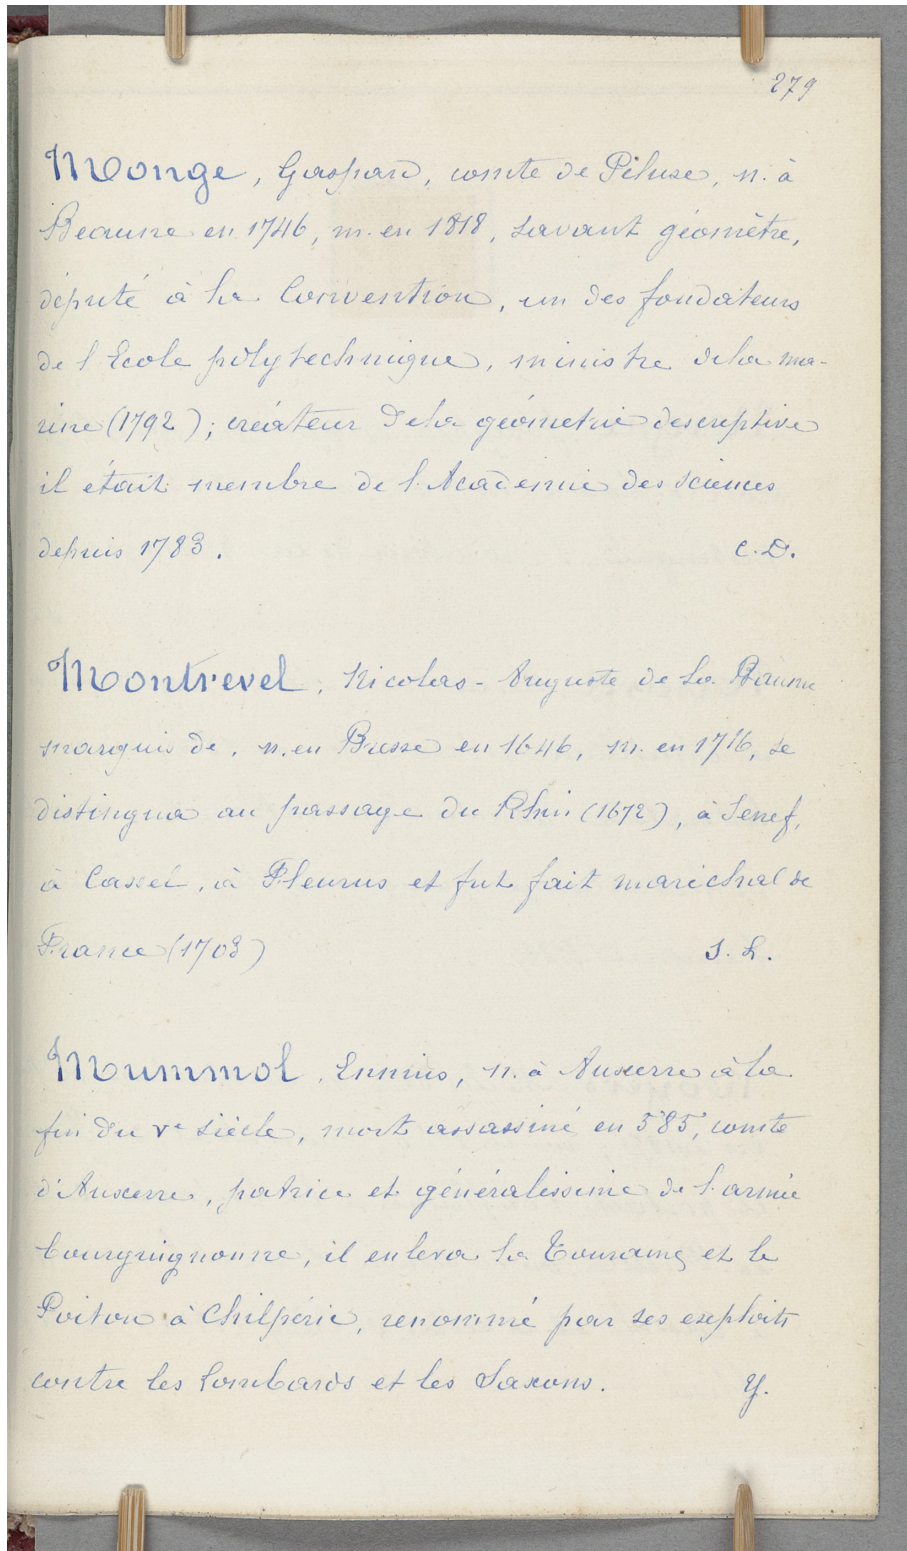 279
Monge, Gaspard, comte de Péluse, n. à
Beaune en 1746, m. en 1818, savant géomètre,
député à la Convention, un des fondateurs
de l'Ecole polytechnique, ministre de la ma-
rine (1792); créateur de la géométrie descriptive
il était membre de l'Académie des sciences
depuis 1783. C. D.
Montrevel, Nicolas-Auguste de La Baume
marquis de, n. en Bresse en 1646, m. en 1716, se
distingua au passage du Rhin (1672), à Senef,
à Cassel, à Fleurus et fut fait maréchal de
France (1703) S. L.
Mummol, Ennius, n. à Auxerre à la
fin du Ve siècle, mort assassiné en 585, comte
d'Auxerre, patrice et généralissime de l'armée
bourguignonne, il enleva la Touraine et le
Poitou à Chilpéric, renommé par ses exploits
contre les Lombards et les Saxons. Y.